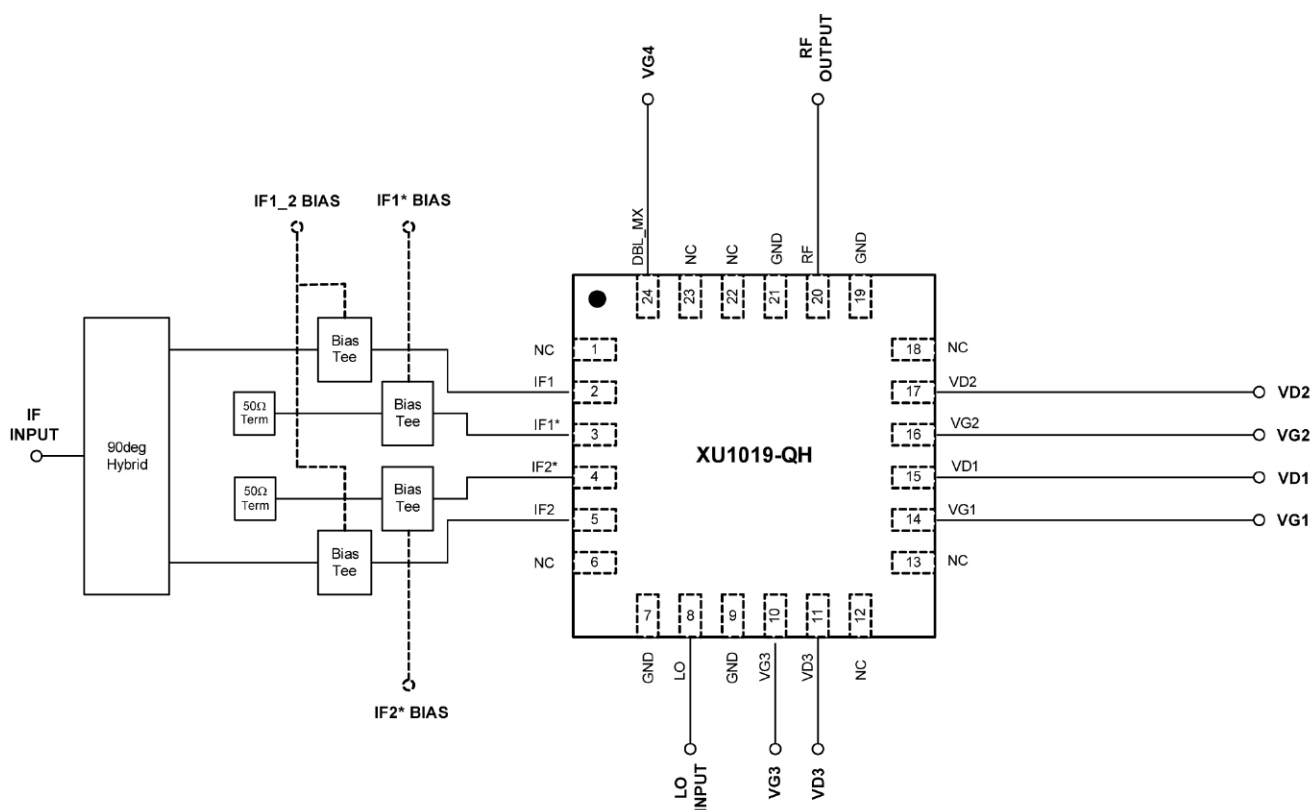 VG4
RF
OUTPUT
IF1_2 BIAS
IF1* BIAS
DBL_MX
NC
NC
GND
RF
GND
24
23
22
21
20
19
Bias
Tee
NC
1
18
NC
IF1
2
17
VD2
VD2
50Ω
Term
Bias
Tee
IF1*
3
16
VG2
VG2
IF
INPUT
90deg
Hybrid
XU1019-QH
50Ω
Term
Bias
Tee
IF2*
4
15
VD1
VD1
IF2
5
14
VG1
VG1
Bias
Tee
NC
6
13
NC
7
8
9
10
11
12
GND
LO
GND
VG3
VD3
NC
IF2* BIAS
LO
INPUT
VG3
VD3